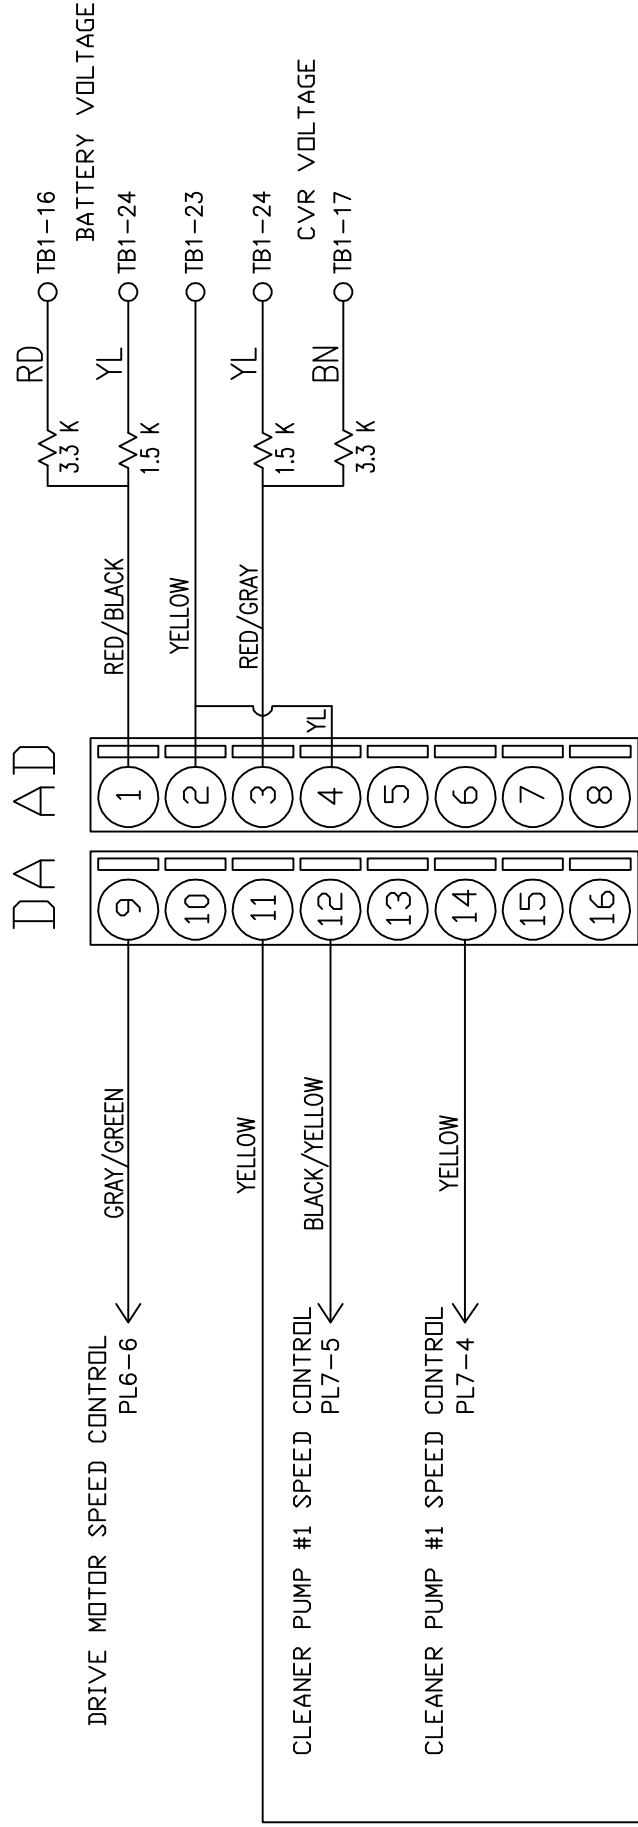 DA AD
BATTERY VOLTAGE
RD
TB1-16
3.3 K
YL
TB1-24
1.5 K
RED/BLACK
TB1-23
YELLOW
CVR VOLTAGE
YL
TB1-24
1.5 K
RED/GRAY
BN
TB1-17
3.3 K
YL
1
2
3
4
5
6
7
8
9
10
11
12
13
14
15
16
DRIVE MOTOR SPEED CONTROL
PL6-6
GRAY/GREEN
YELLOW
CLEANER PUMP #1 SPEED CONTROL
PL7-5
BLACK/YELLOW
CLEANER PUMP #1 SPEED CONTROL
PL7-4
YELLOW